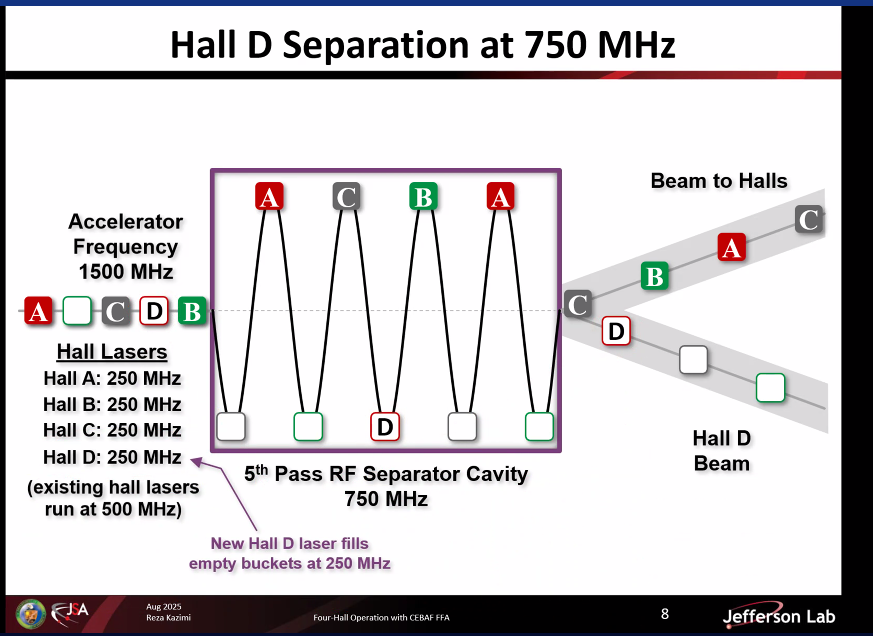 Hall D Separation at 750 MHz
Beam to Halls
Accelerator
Frequency
1500 MHz
A C D B
A C B A
D
C B A C
D
Hall Lasers
Hall A: 250 MHz
Hall B: 250 MHz
Hall C: 250 MHz
Hall D: 250 MHz
(existing hall lasers
run at 500 MHz)
5th Pass RF Separator Cavity
750 MHz
Hall D
Beam
New Hall D laser fills
empty buckets at 250 MHz
JSA
Aug 2025
Reza Kazimi
Four-Hall Operation with CEBAF FFA
8
Jefferson Lab